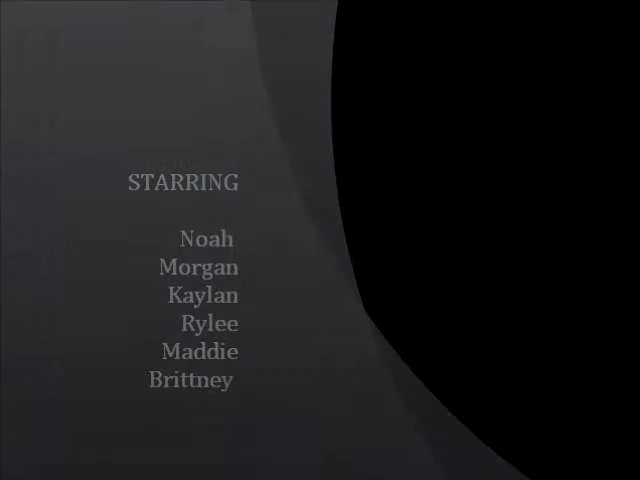 STARRING
Noah
Morgan
Kaylan
Rylee
Maddie
Brittney